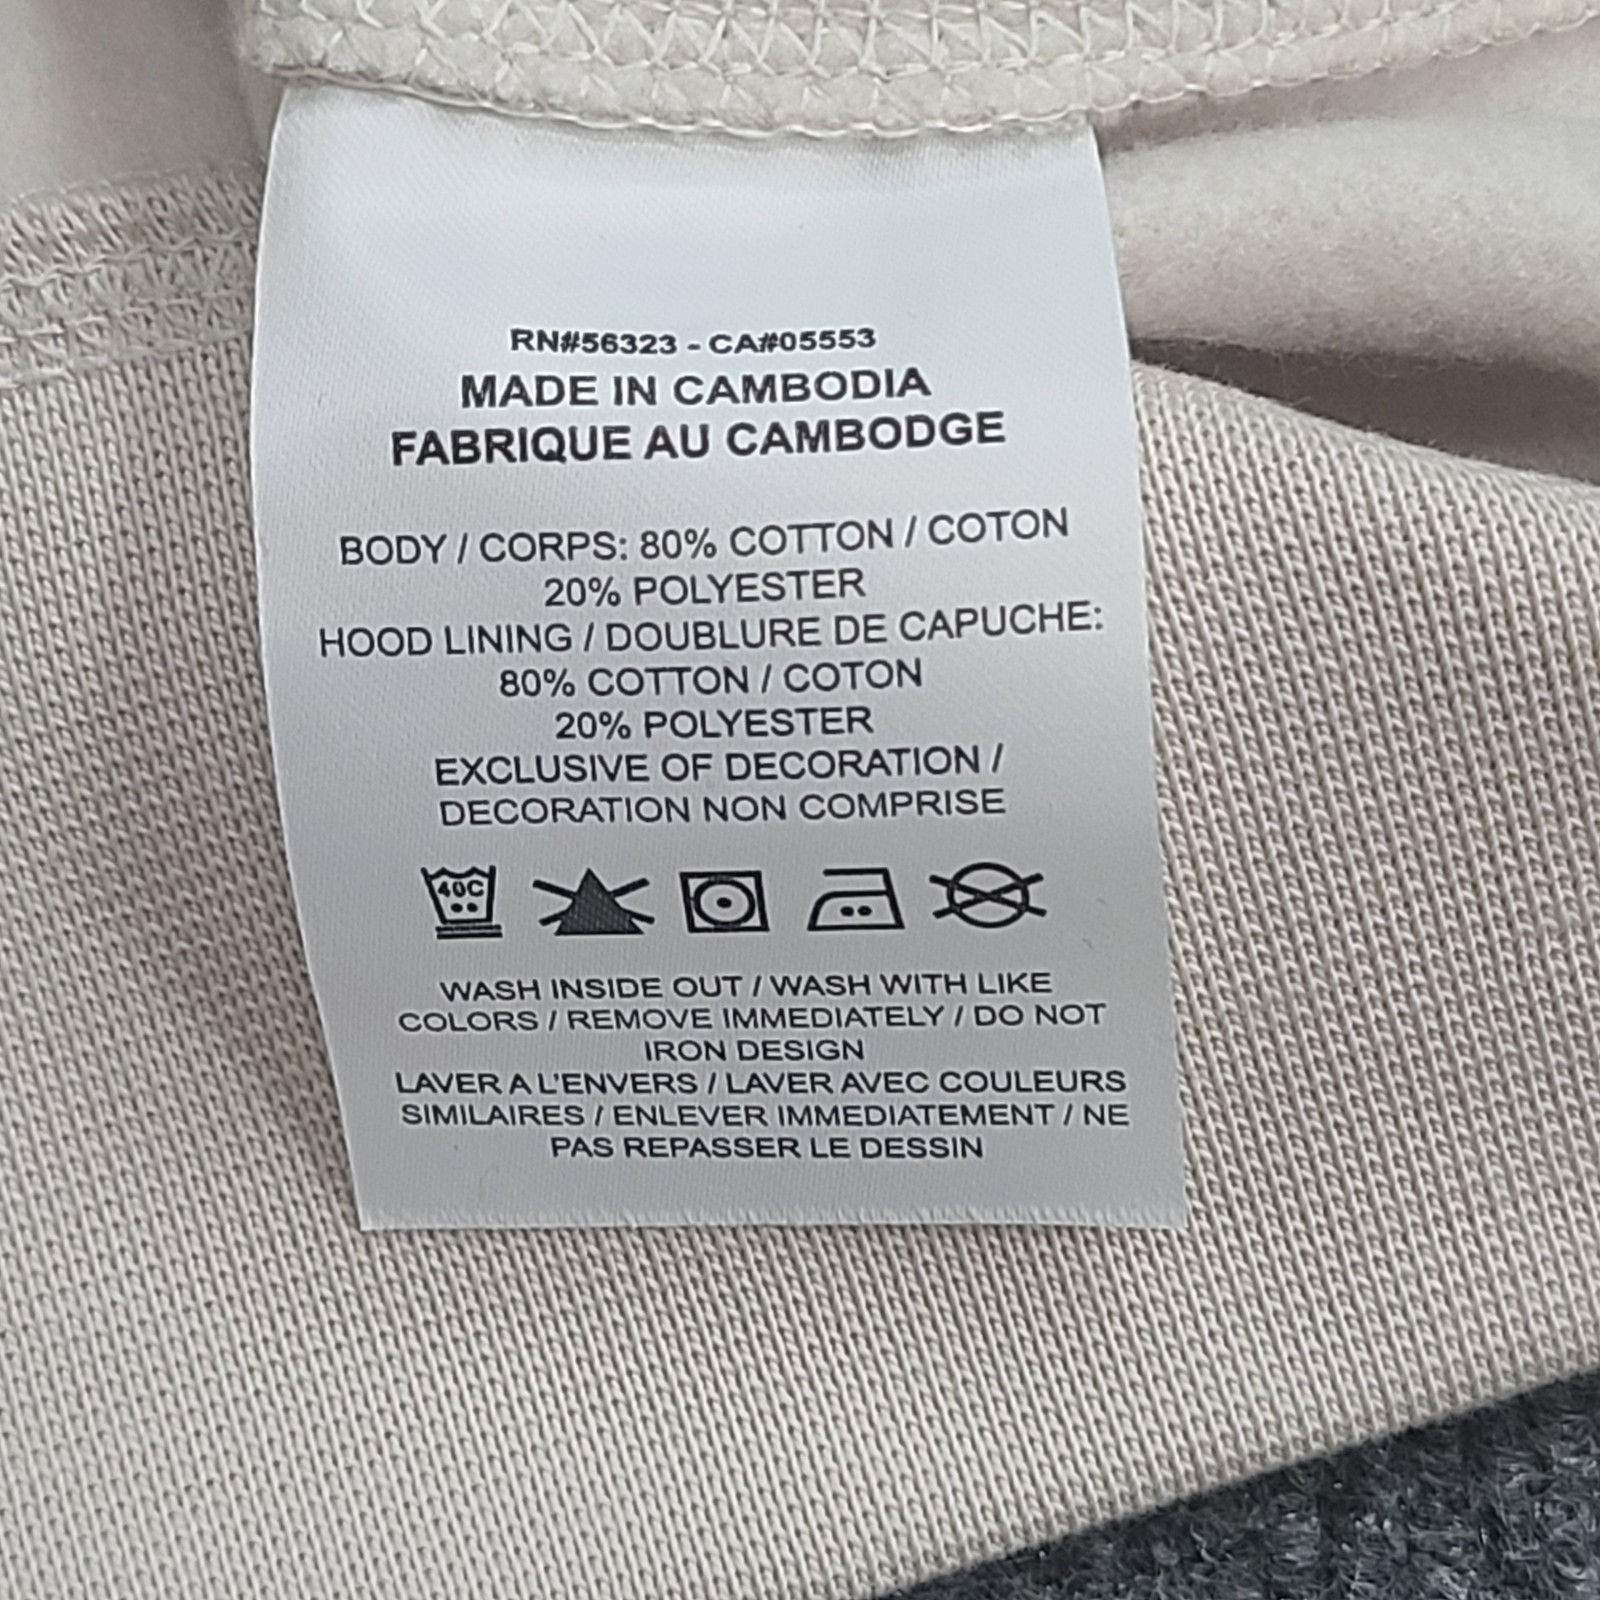 RN#56323 - CA#05553
MADE IN CAMBODIA
FABRIQUE AU CAMBODGE
BODY / CORPS: 80% COTTON / COTON
20% POLYESTER
HOOD LINING / DOUBLURE DE CAPUCHE:
80% COTTON / COTON
20% POLYESTER
EXCLUSIVE OF DECORATION /
DECORATION NON COMPRISE
40C
WASH INSIDE OUT / WASH WITH LIKE
COLORS / REMOVE IMMEDIATELY / DO NOT
IRON DESIGN
LAVER A L'ENVERS / LAVER AVEC COULEURS
SIMILAIRES / ENLEVER IMMEDIATEMENT / NE
PAS REPASSER LE DESSIN